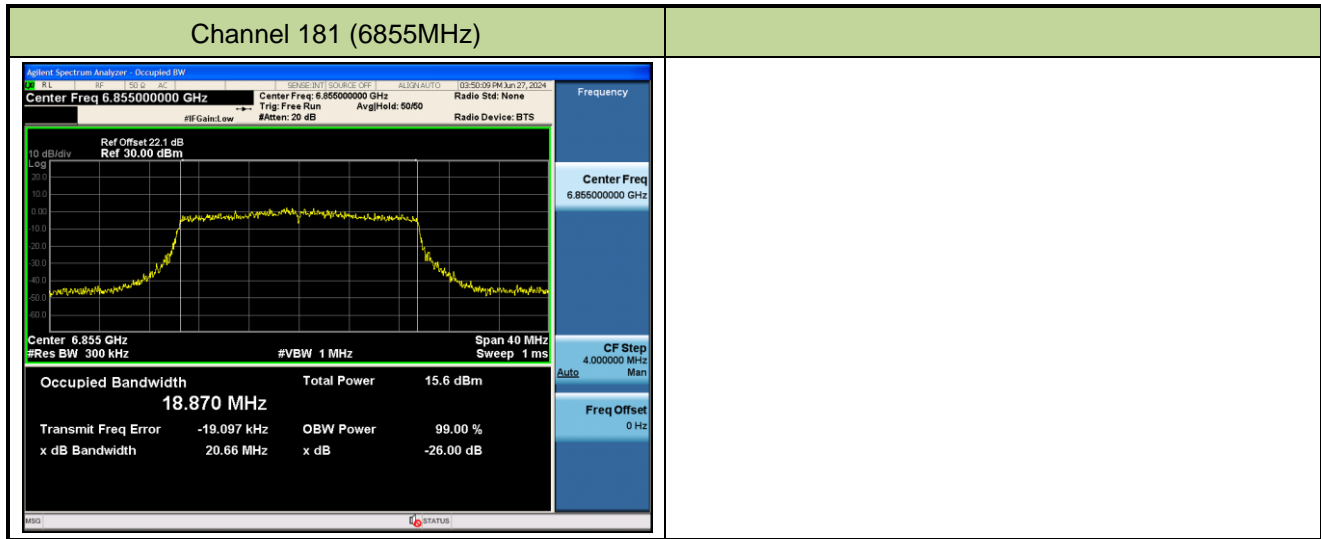 Channel 181 (6855MHz)
Agilent Spectrum Analyzer - Occupied BW
RL RF 50 Ω AC SENSE:INT SOURCE OFF ALIGN AUTO 03:50:09 PM Jun 27, 2024
Center Freq 6.855000000 GHz Center Freq: 6.855000000 GHz Radio Std: None
Trig: Free Run Avg|Hold: 50/50
#IFGain:Low #Atten: 20 dB Radio Device: BTS
Frequency
Ref Offset 22.1 dB
10 dB/div Ref 30.00 dBm
Log
20.0
10.0
0.00
-10.0
-20.0
-30.0
-40.0
-50.0
-60.0
Center Freq
6.855000000 GHz
Center 6.855 GHz Span 40 MHz
#Res BW 300 kHz #VBW 1 MHz Sweep 1 ms
CF Step
4.000000 MHz
Auto Man
Occupied Bandwidth Total Power 15.6 dBm
18.870 MHz
Transmit Freq Error -19.097 kHz OBW Power 99.00 %
x dB Bandwidth 20.66 MHz x dB -26.00 dB
Freq Offset
0 Hz
MSG STATUS